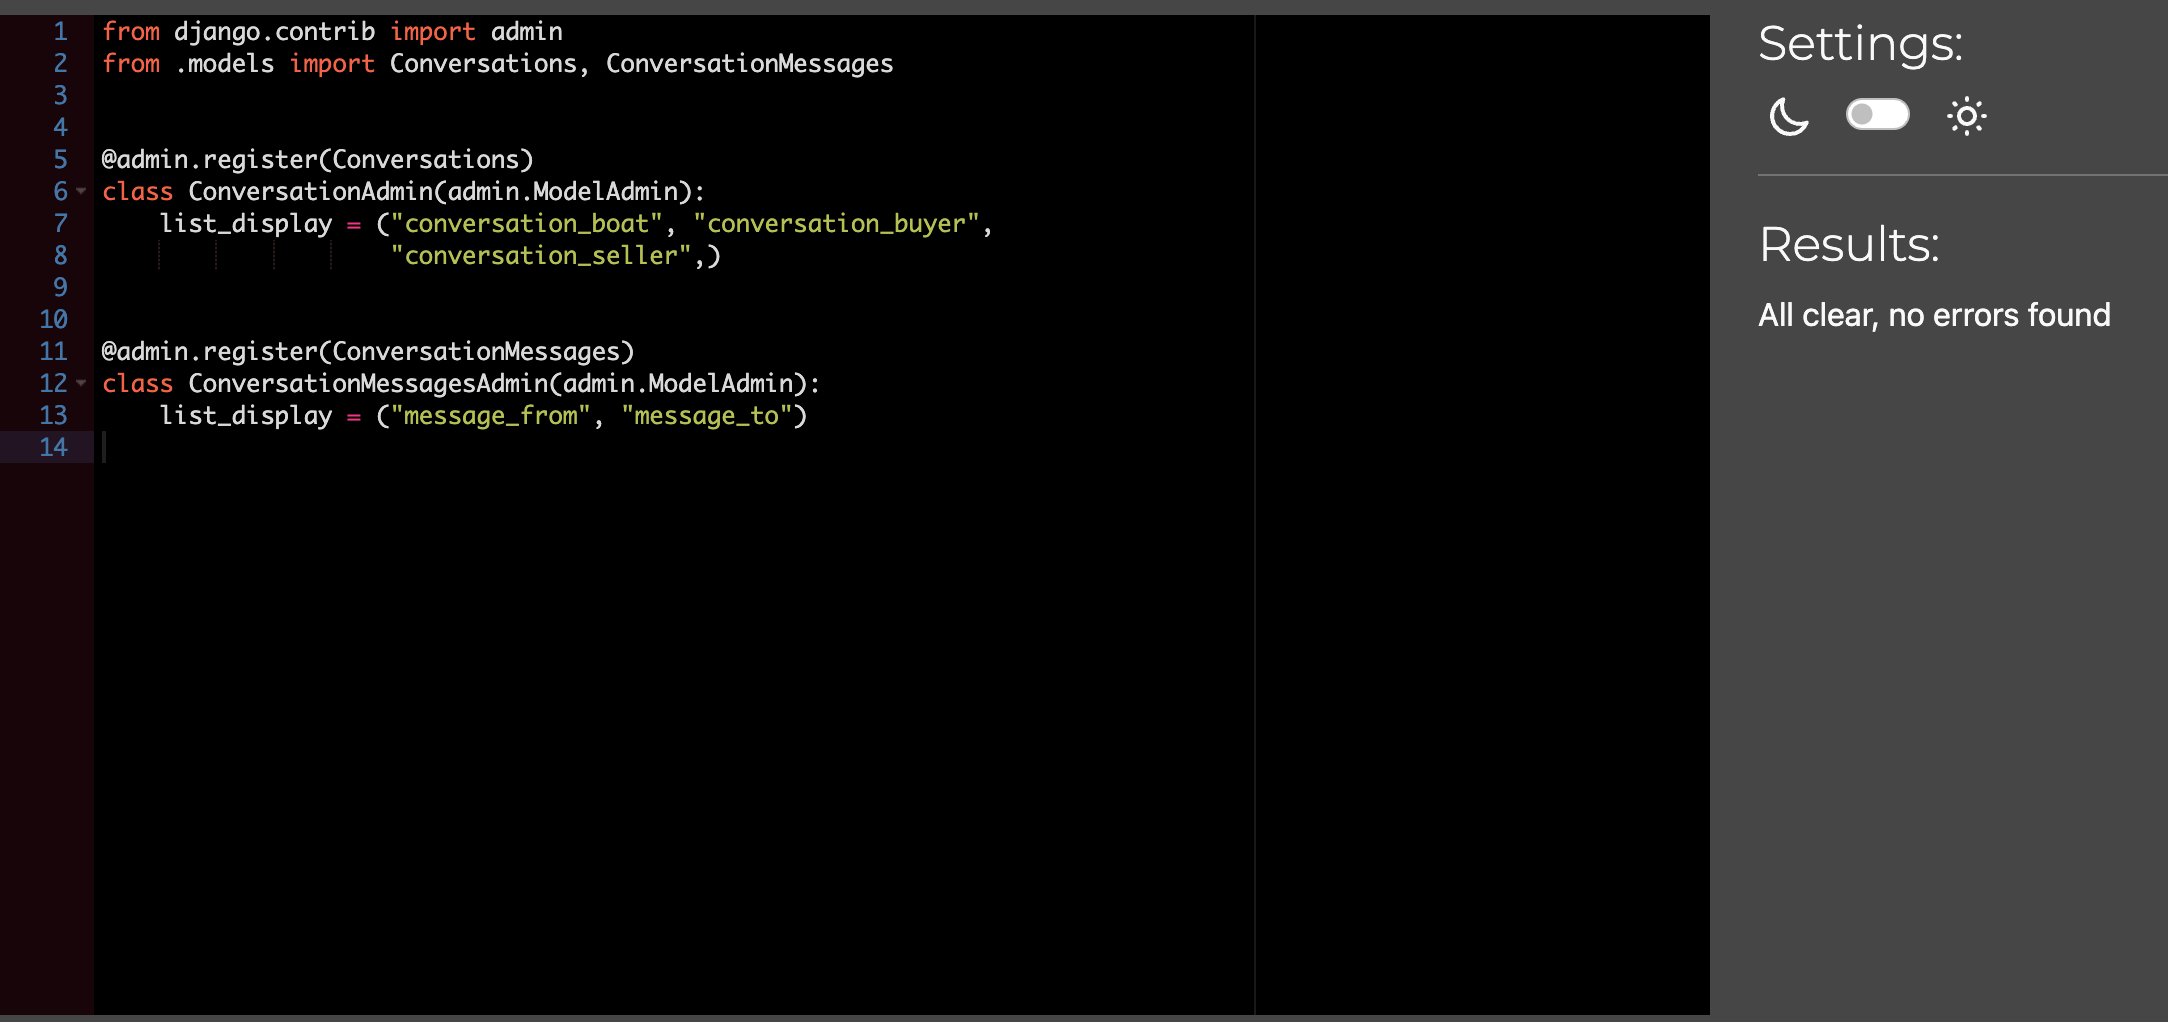 1 from django.contrib import admin
2 from .models import Conversations, ConversationMessages
3
4
5 @admin.register(Conversations)
6 class ConversationAdmin(admin.ModelAdmin):
7     list_display = ("conversation_boat", "conversation_buyer",
8                     "conversation_seller",)
9
10
11 @admin.register(ConversationMessages)
12 class ConversationMessagesAdmin(admin.ModelAdmin):
13     list_display = ("message_from", "message_to")
14
Settings:
Results:
All clear, no errors found